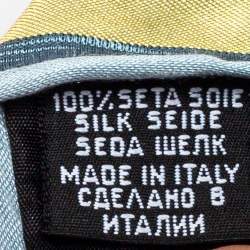 100% SETA SOIE
SILK SEIDE
SEDA ШЕЛК
MADE IN ITALY
СДЕЛАНО В
ИТАЛИИ